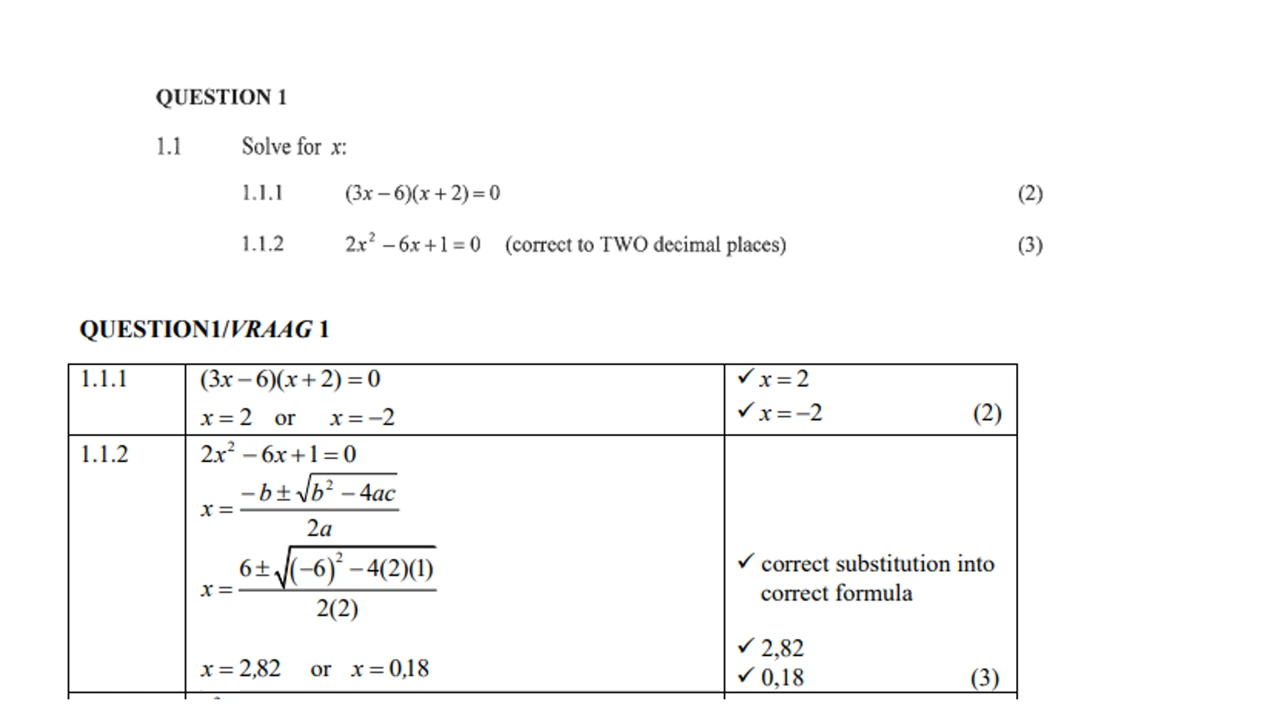 QUESTION 1
1.1 Solve for x:
1.1.1 (3x – 6)(x + 2) = 0 (2)
1.1.2 2x² – 6x + 1 = 0 (correct to TWO decimal places) (3)
QUESTION1/VRAAG 1
1.1.1 (3x – 6)(x + 2) = 0 ✓ x = 2
x = 2 or x = –2 ✓ x = –2 (2)
1.1.2 2x² – 6x + 1 = 0
x = (–b ± √(b² – 4ac)) / 2a
x = (6 ± √((–6)² – 4(2)(1))) / 2(2) ✓ correct substitution into
correct formula
✓ 2,82
x = 2,82 or x = 0,18 ✓ 0,18 (3)